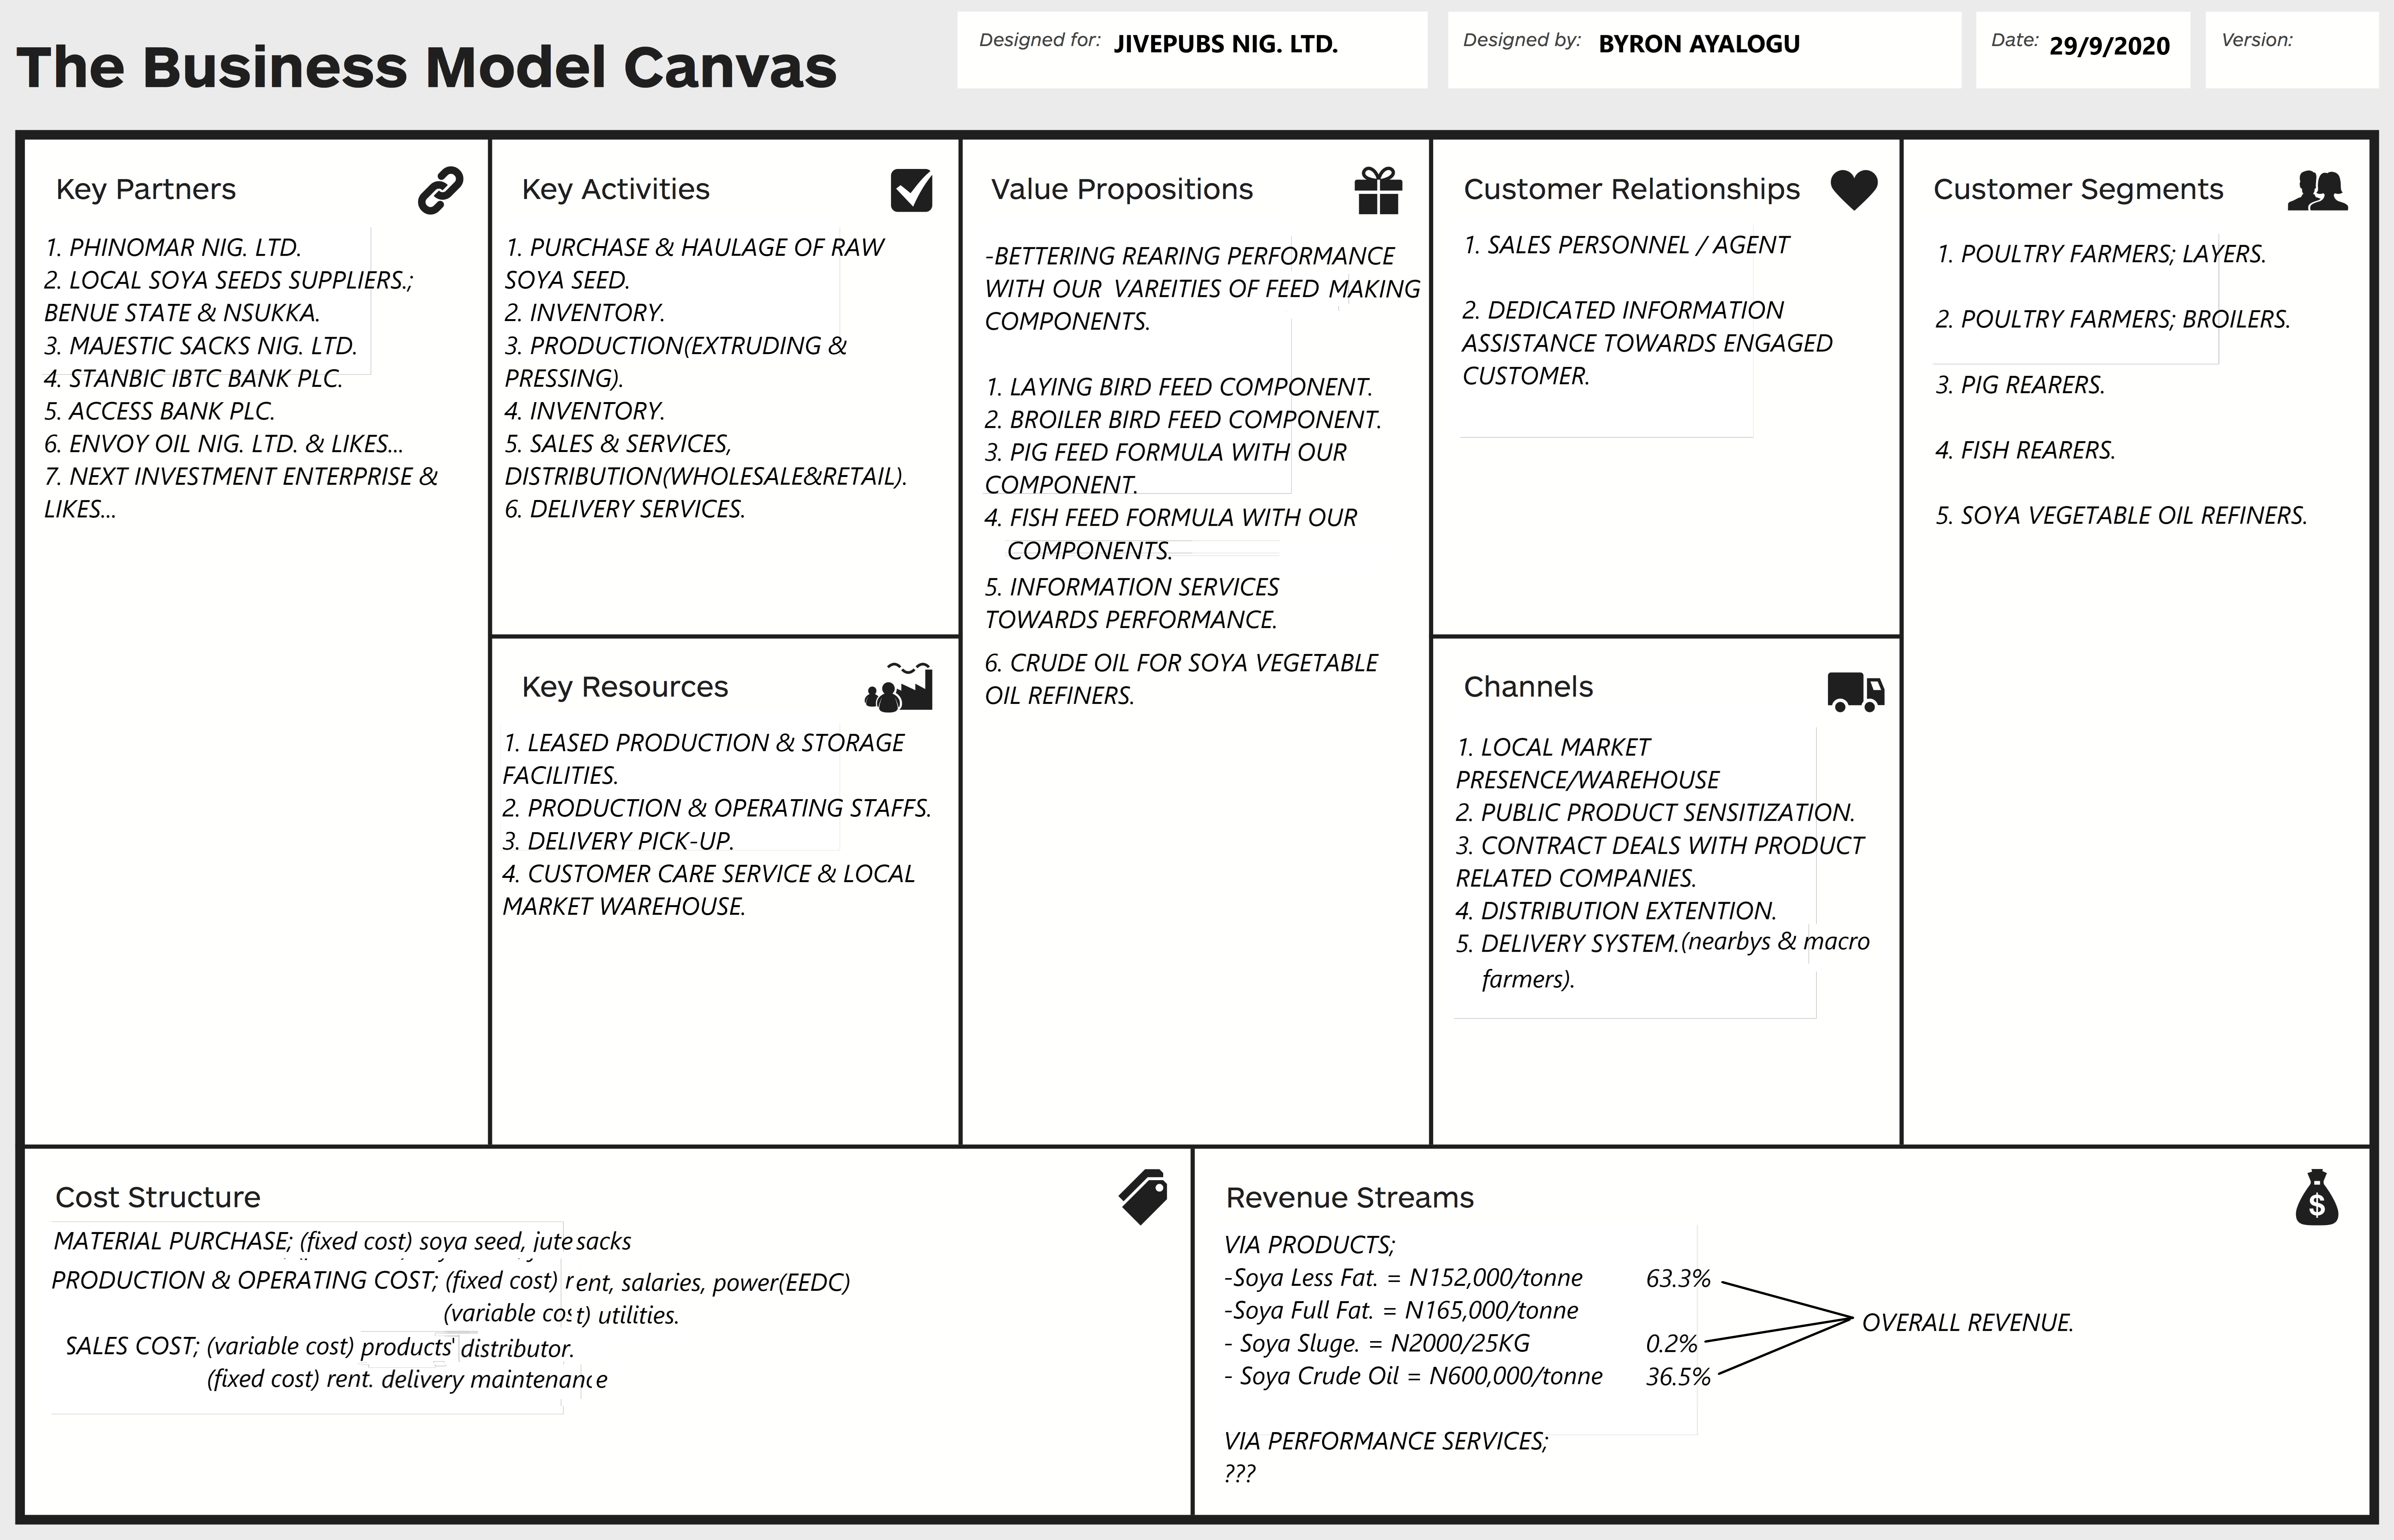 The Business Model Canvas
Designed for: JIVEPUBS NIG. LTD.
Designed by: BYRON AYALOGU
Date: 29/9/2020
Version:
Key Partners
1. PHINOMAR NIG. LTD.
2. LOCAL SOYA SEEDS SUPPLIERS.;
BENUE STATE & NSUKKA.
3. MAJESTIC SACKS NIG. LTD.
4. STANBIC IBTC BANK PLC.
5. ACCESS BANK PLC.
6. ENVOY OIL NIG. LTD. & LIKES...
7. NEXT INVESTMENT ENTERPRISE &
LIKES...
Key Activities
1. PURCHASE & HAULAGE OF RAW
SOYA SEED.
2. INVENTORY.
3. PRODUCTION(EXTRUDING &
PRESSING).
4. INVENTORY.
5. SALES & SERVICES,
DISTRIBUTION(WHOLESALE&RETAIL).
6. DELIVERY SERVICES.
Key Resources
1. LEASED PRODUCTION & STORAGE
FACILITIES.
2. PRODUCTION & OPERATING STAFFS.
3. DELIVERY PICK-UP.
4. CUSTOMER CARE SERVICE & LOCAL
MARKET WAREHOUSE.
Value Propositions
-BETTERING REARING PERFORMANCE
WITH OUR VAREITIES OF FEED MAKING
COMPONENTS.
1. LAYING BIRD FEED COMPONENT.
2. BROILER BIRD FEED COMPONENT.
3. PIG FEED FORMULA WITH OUR
COMPONENT.
4. FISH FEED FORMULA WITH OUR
COMPONENTS.
5. INFORMATION SERVICES
TOWARDS PERFORMANCE.
6. CRUDE OIL FOR SOYA VEGETABLE
OIL REFINERS.
Customer Relationships
1. SALES PERSONNEL / AGENT
2. DEDICATED INFORMATION
ASSISTANCE TOWARDS ENGAGED
CUSTOMER.
Channels
1. LOCAL MARKET
PRESENCE/WAREHOUSE
2. PUBLIC PRODUCT SENSITIZATION.
3. CONTRACT DEALS WITH PRODUCT
RELATED COMPANIES.
4. DISTRIBUTION EXTENTION.
5. DELIVERY SYSTEM.(nearbys & macro
farmers).
Customer Segments
1. POULTRY FARMERS; LAYERS.
2. POULTRY FARMERS; BROILERS.
3. PIG REARERS.
4. FISH REARERS.
5. SOYA VEGETABLE OIL REFINERS.
Cost Structure
MATERIAL PURCHASE; (fixed cost) soya seed, jute sacks
PRODUCTION & OPERATING COST; (fixed cost) rent, salaries, power(EEDC)
(variable cost) utilities.
SALES COST; (variable cost) products' distributor.
(fixed cost) rent. delivery maintenance
Revenue Streams
VIA PRODUCTS;
-Soya Less Fat. = N152,000/tonne 63.3%
-Soya Full Fat. = N165,000/tonne
OVERALL REVENUE.
- Soya Sluge. = N2000/25KG 0.2%
- Soya Crude Oil = N600,000/tonne 36.5%
VIA PERFORMANCE SERVICES;
???
$